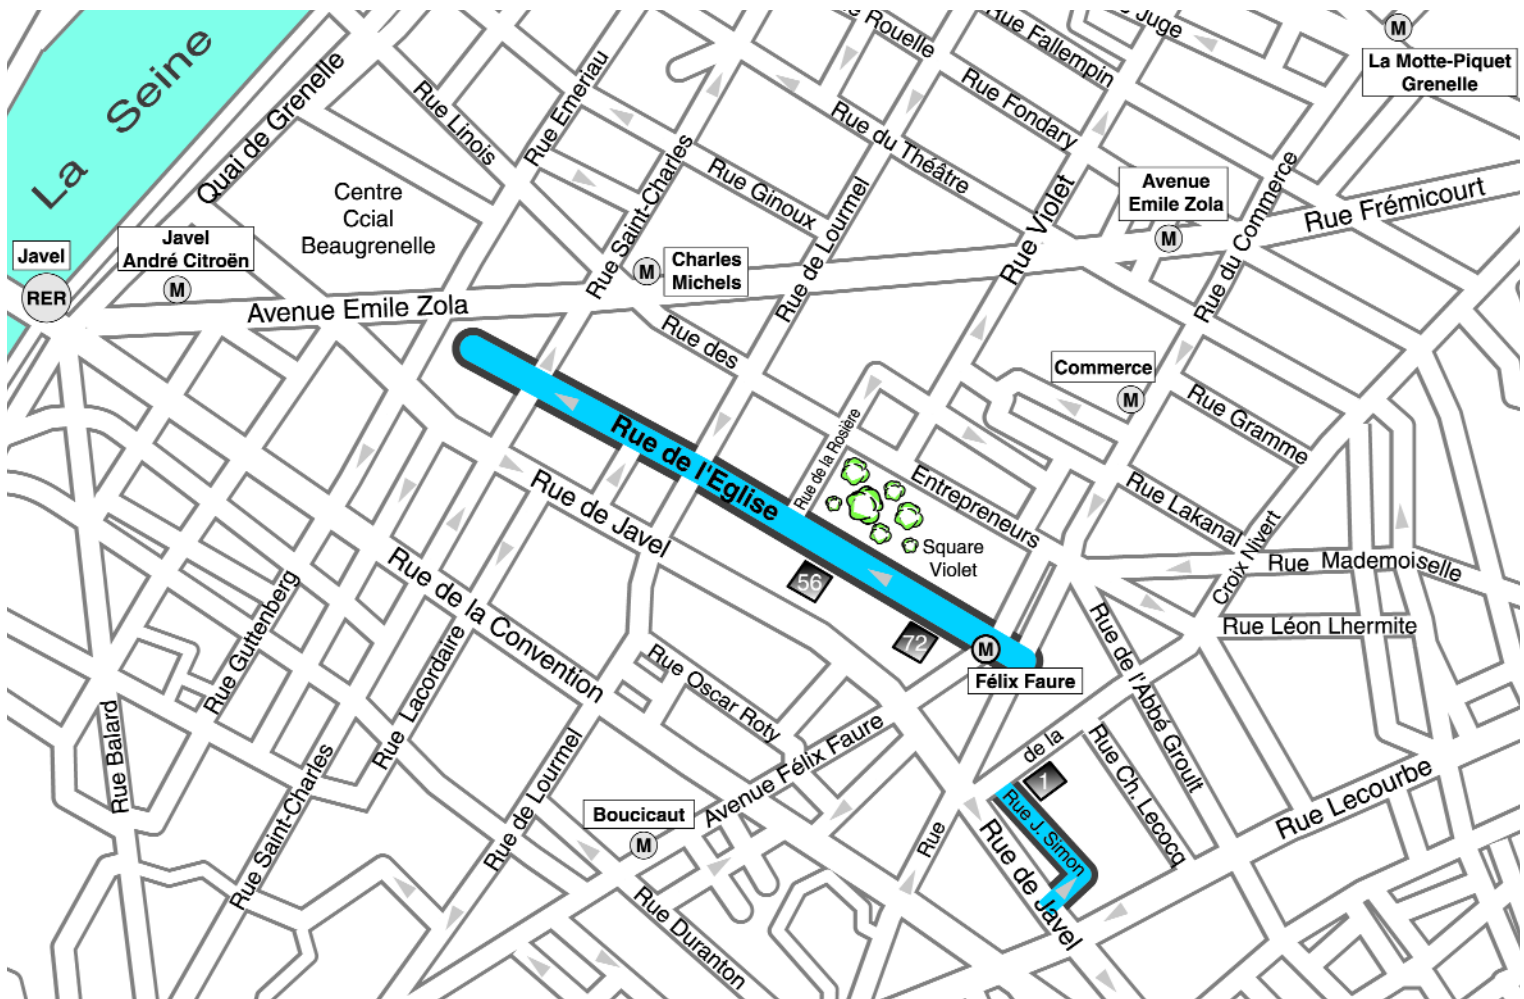 La Seine
Quai de Grenelle
Rue Linois
Rue Emeriau
Rue Rouelle
Rue Fallempin
Juge
La Motte-Piquet
Grenelle
M
Rue Fondary
Rue du Théâtre
Rue Ginoux
Rue Saint-Charles
Rue de Lourmel
Rue Violet
Avenue
Emile Zola
M
Rue du Commerce
Rue Frémicourt
Centre
Ccial
Beaugrenelle
Javel
RER
Javel
André Citroën
M
Charles
Michels
M
Avenue Emile Zola
Rue des
Entrepreneurs
Commerce
M
Rue Gramme
Rue de la Rosière
Rue de l'Eglise
Rue de Javel
Square
Violet
Rue Lakanal
Croix Nivert
Rue Mademoiselle
Rue Léon Lhermite
56
72
M
Félix Faure
Rue de la Convention
Rue Guttenberg
Rue Lacordaire
Rue Oscar Roty
Rue de l'Abbé Groult
Rue Balard
Rue Saint-Charles
Rue de Lourmel
Avenue Félix Faure
Boucicaut
M
de la
1
Rue Ch. Lecocq
Rue J. Simon
Rue Lecourbe
Rue
Rue de Javel
Rue Duranton